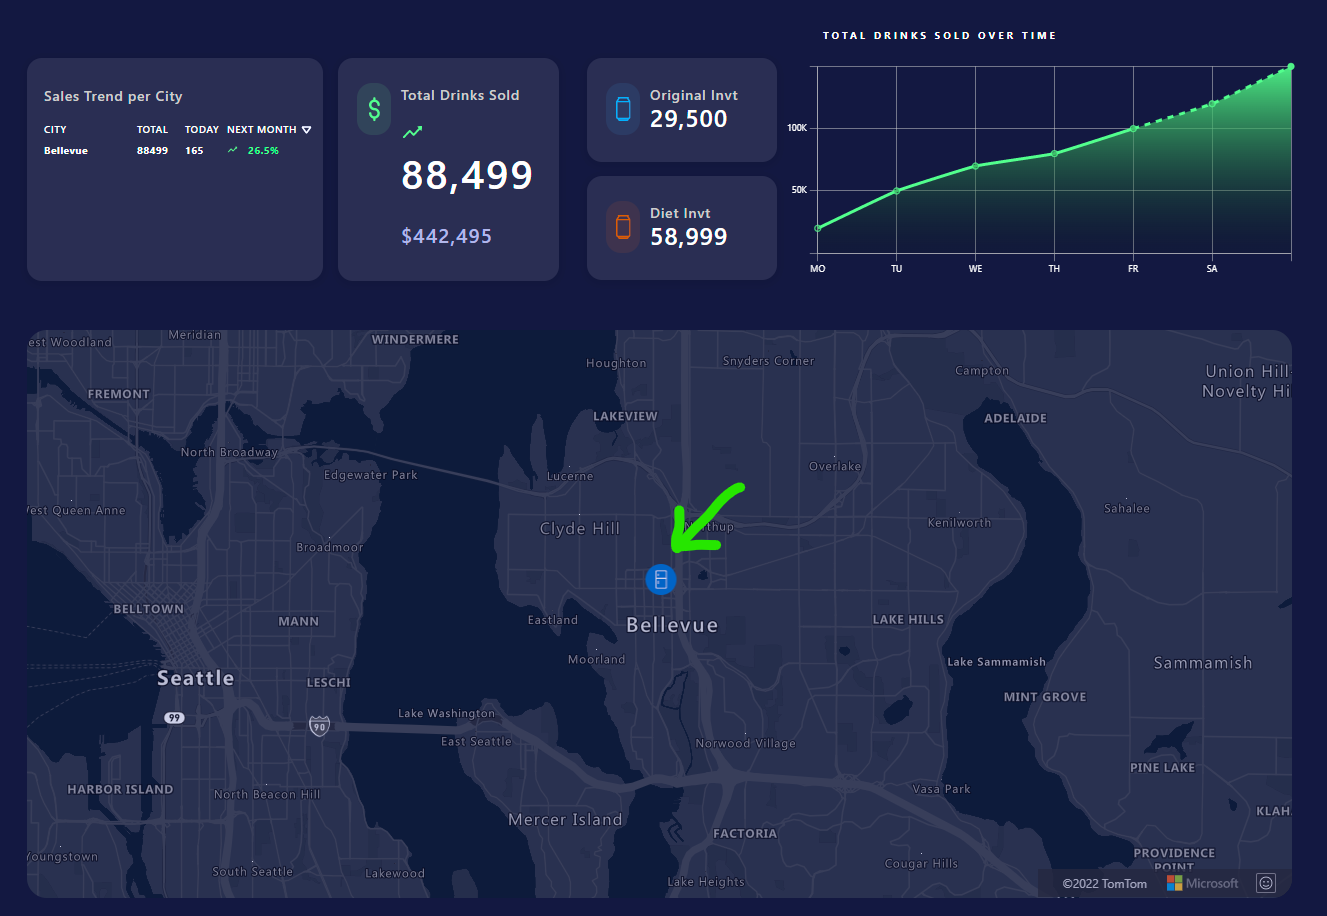 TOTAL DRINKS SOLD OVER TIME
Sales Trend per City
CITY TOTAL TODAY NEXT MONTH
Bellevue 88499 165 26.5%
Total Drinks Sold
88,499
$442,495
Original Invt
29,500
Diet Invt
58,999
100K
50K
MO TU WE TH FR SA
Meridian
WINDERMERE
est Woodland
Houghton
Snyders Corner
Campton
Union Hill-
Novelty Hi
FREMONT
LAKEVIEW
ADELAIDE
North Broadway
Edgewater Park
Lucerne
Overlake
est Queen Anne
Sahalee
Clyde Hill
Kenilworth
Broadmoor
BELLTOWN
MANN
Eastland
Bellevue
LAKE HILLS
Moorland
Lake Sammamish
Sammamish
Seattle
LESCHI
MINT GROVE
99
90
Lake Washington
East Seattle
Norwood Village
PINE LAKE
HARBOR ISLAND
North Beacon Hill
Vasa Park
Mercer Island
KLAH
FACTORIA
Youngstown
South Seattle
Lakewood
Cougar Hills
PROVIDENCE
POINT
Lake Heights
©2022 TomTom
Microsoft